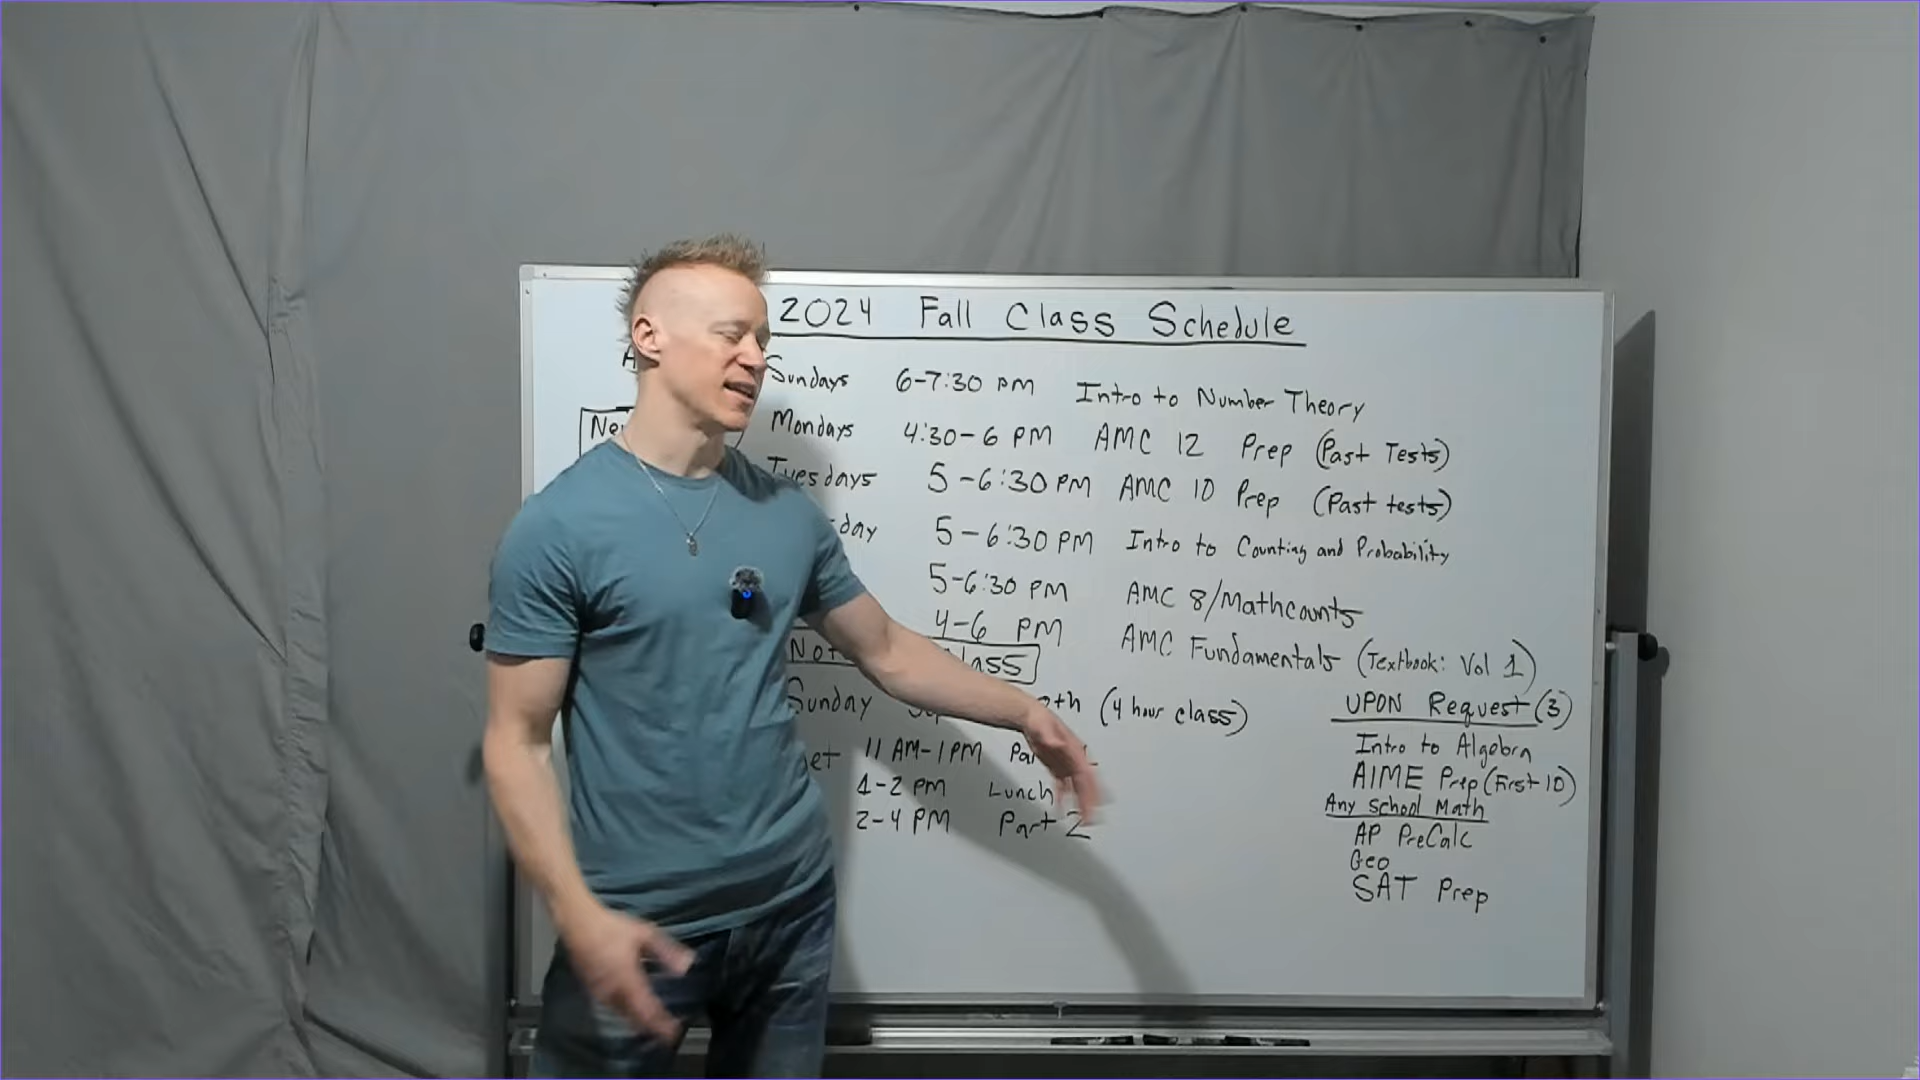 2024 Fall Class Schedule
Sundays 6-7:30 PM Intro to Number Theory
Mondays 4:30-6 PM AMC 12 Prep (Past Tests)
Tuesdays 5-6:30 PM AMC 10 Prep (Past tests)
day 5-6:30 PM Intro to Counting and Probability
5-6:30 PM AMC 8/Mathcounts
4-6 PM AMC Fundamentals (Textbook: Vol 1)
Sunday (4 hour class)
11 AM-1 PM
1-2 PM Lunch
2-4 PM Part 2
UPON Request (3)
Intro to Algebra
AIME Prep (First 10)
Any School Math
AP PreCalc
Geo
SAT Prep